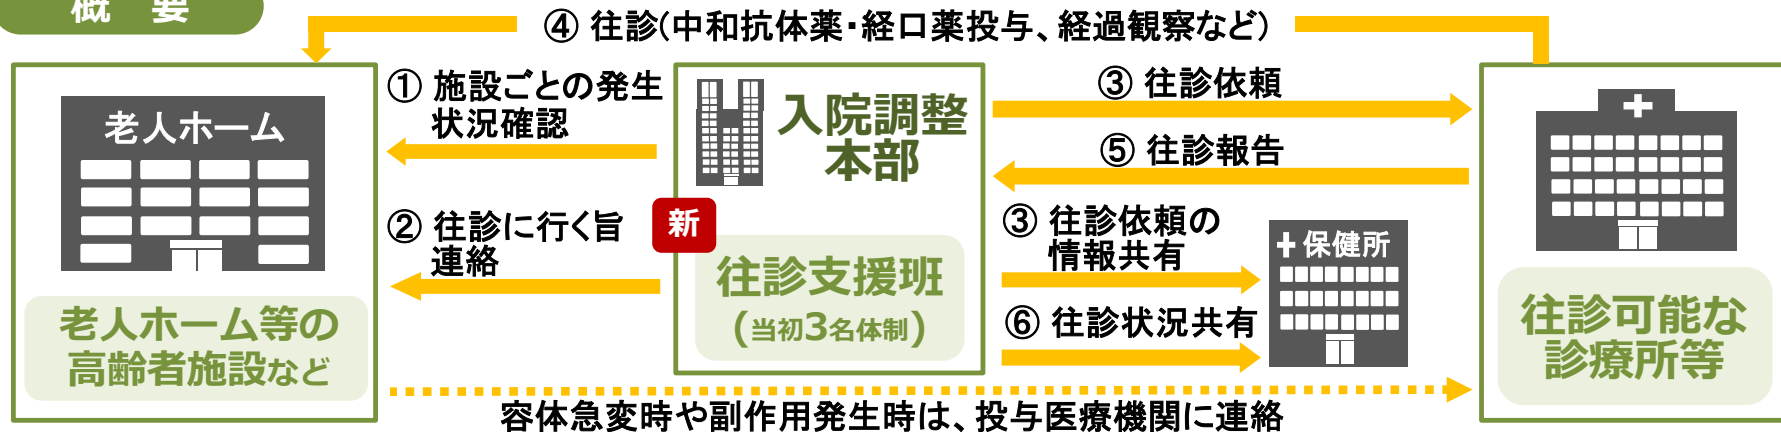 概　要
④ 往診(中和抗体薬・経口薬投与、経過観察など)
老人ホーム
老人ホーム等の
高齢者施設など
① 施設ごとの発生
状況確認
② 往診に行く旨
連絡
入院調整
本部
新
往診支援班
(当初3名体制)
③ 往診依頼
⑤ 往診報告
③ 往診依頼の
情報共有
⑥ 往診状況共有
保健所
往診可能な
診療所等
容体急変時や副作用発生時は、投与医療機関に連絡